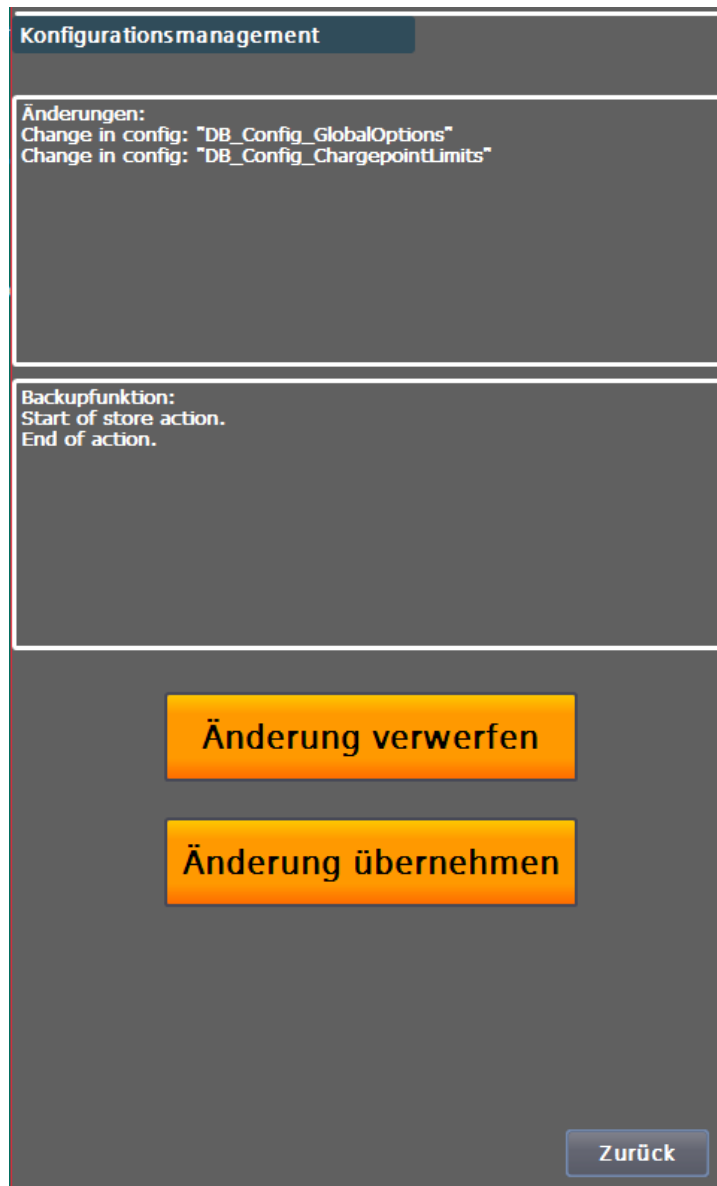 Konfigurationsmanagement
Änderungen:
Change in config: "DB_Config_GlobalOptions"
Change in config: "DB_Config_ChargepointLimits"
Backupfunktion:
Start of store action.
End of action.
Änderung verwerfen
Änderung übernehmen
Zurück